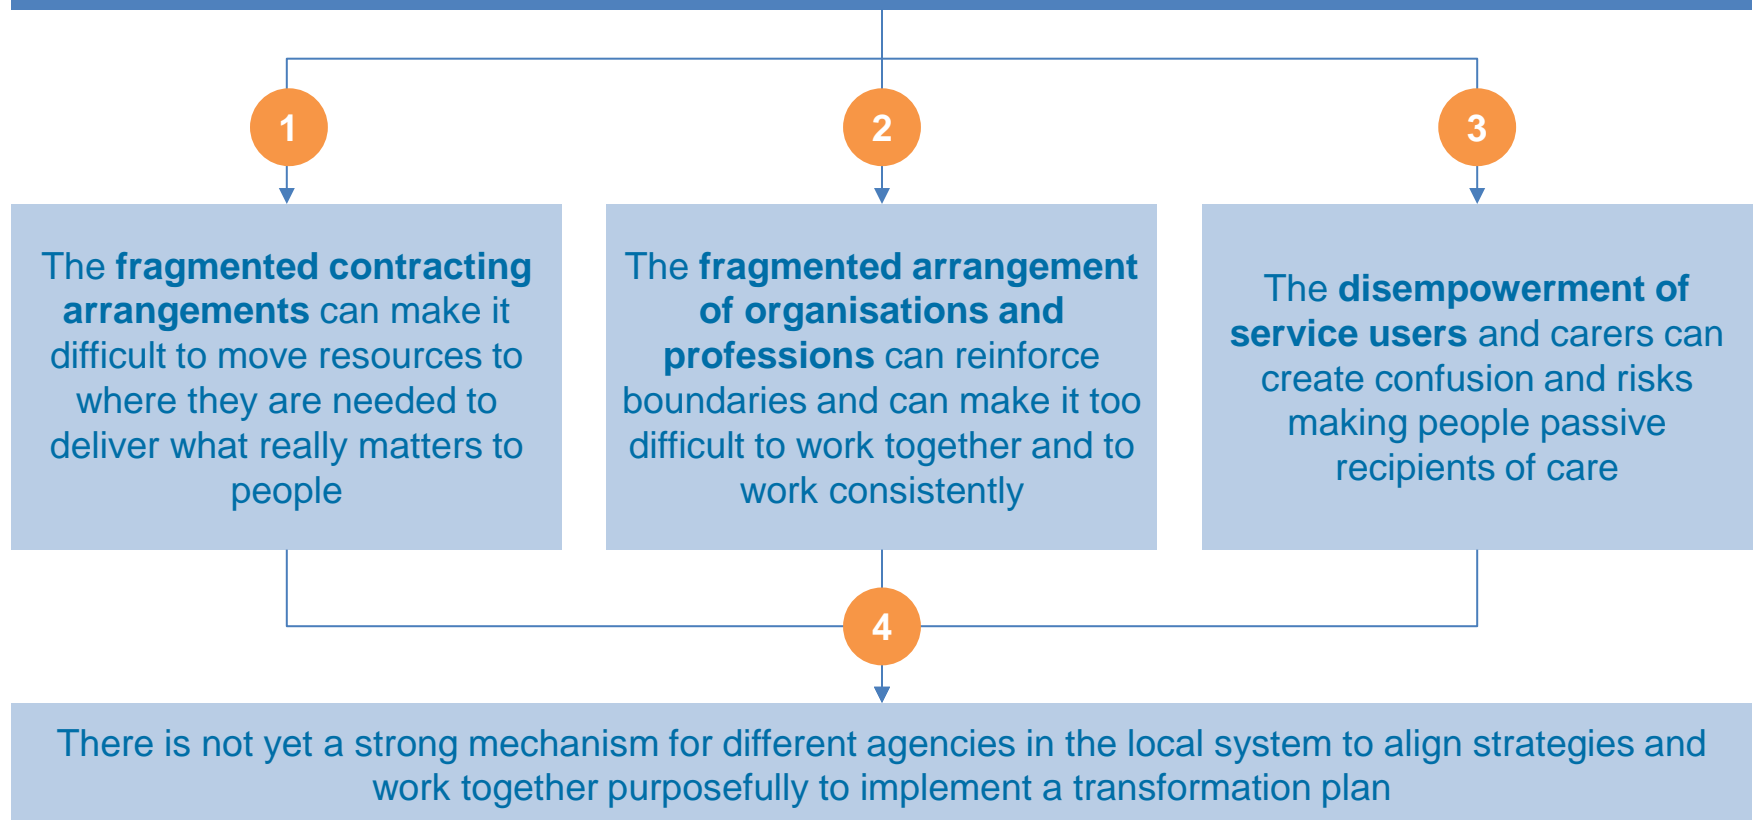 1
2
3
The fragmented contracting
arrangements can make it
difficult to move resources to
where they are needed to
deliver what really matters to
people
The fragmented arrangement
of organisations and
professions can reinforce
boundaries and can make it too
difficult to work together and to
work consistently
The disempowerment of
service users and carers can
create confusion and risks
making people passive
recipients of care
4
There is not yet a strong mechanism for different agencies in the local system to align strategies and
work together purposefully to implement a transformation plan